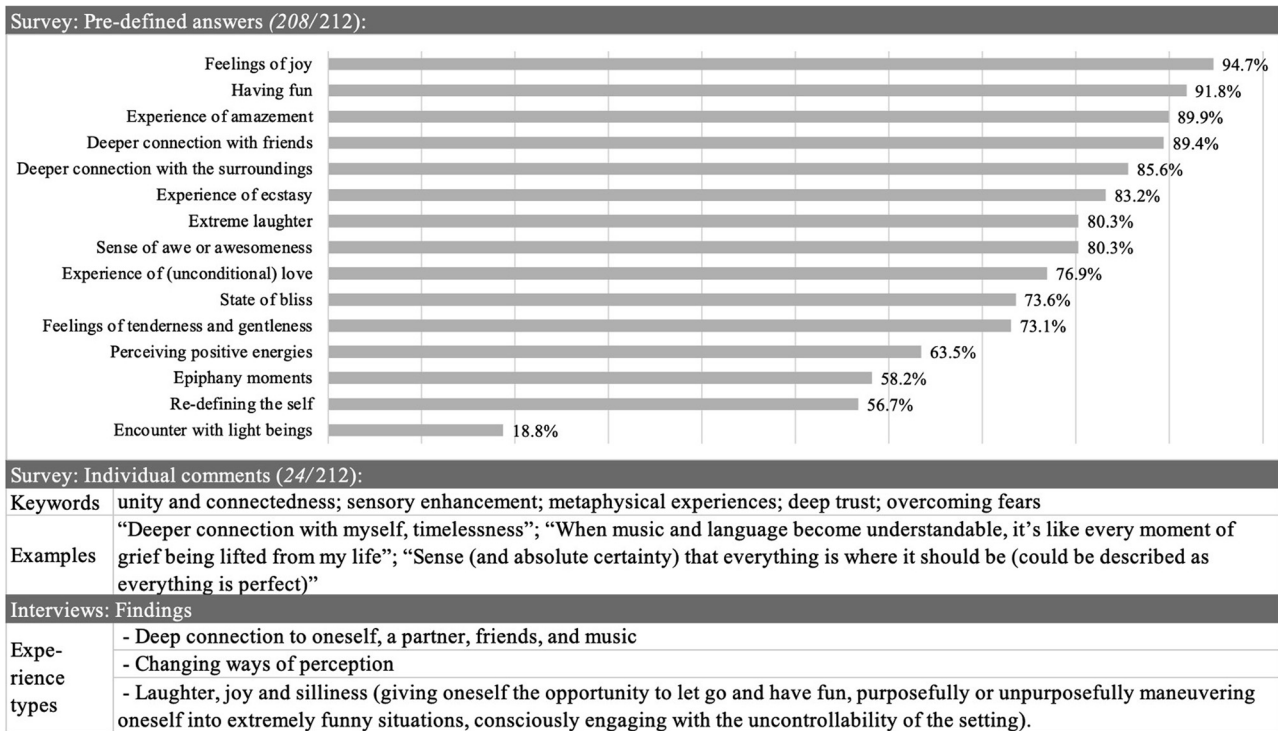 Survey: Pre-defined answers (208/212):
Feelings of joy 94.7%
Having fun 91.8%
Experience of amazement 89.9%
Deeper connection with friends 89.4%
Deeper connection with the surroundings 85.6%
Experience of ecstasy 83.2%
Extreme laughter 80.3%
Sense of awe or awesomeness 80.3%
Experience of (unconditional) love 76.9%
State of bliss 73.6%
Feelings of tenderness and gentleness 73.1%
Perceiving positive energies 63.5%
Epiphany moments 58.2%
Re-defining the self 56.7%
Encounter with light beings 18.8%
Survey: Individual comments (24/212):
Keywords unity and connectedness; sensory enhancement; metaphysical experiences; deep trust; overcoming fears
Examples
“Deeper connection with myself, timelessness”; “When music and language become understandable, it’s like every moment of
grief being lifted from my life”; “Sense (and absolute certainty) that everything is where it should be (could be described as
everything is perfect)”
Interviews: Findings
Expe-
rience
types
- Deep connection to oneself, a partner, friends, and music
- Changing ways of perception
- Laughter, joy and silliness (giving oneself the opportunity to let go and have fun, purposefully or unpurposefully maneuvering
oneself into extremely funny situations, consciously engaging with the uncontrollability of the setting).